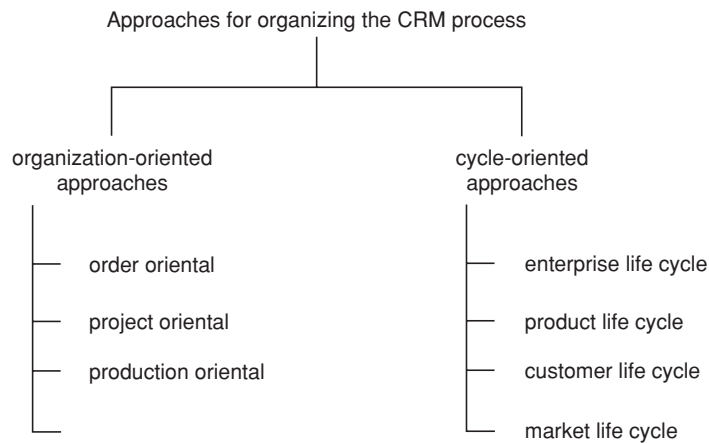 Approaches for organizing the CRM process
organization-oriented
approaches
order oriental
project oriental
production oriental
cycle-oriented
approaches
enterprise life cycle
product life cycle
customer life cycle
market life cycle